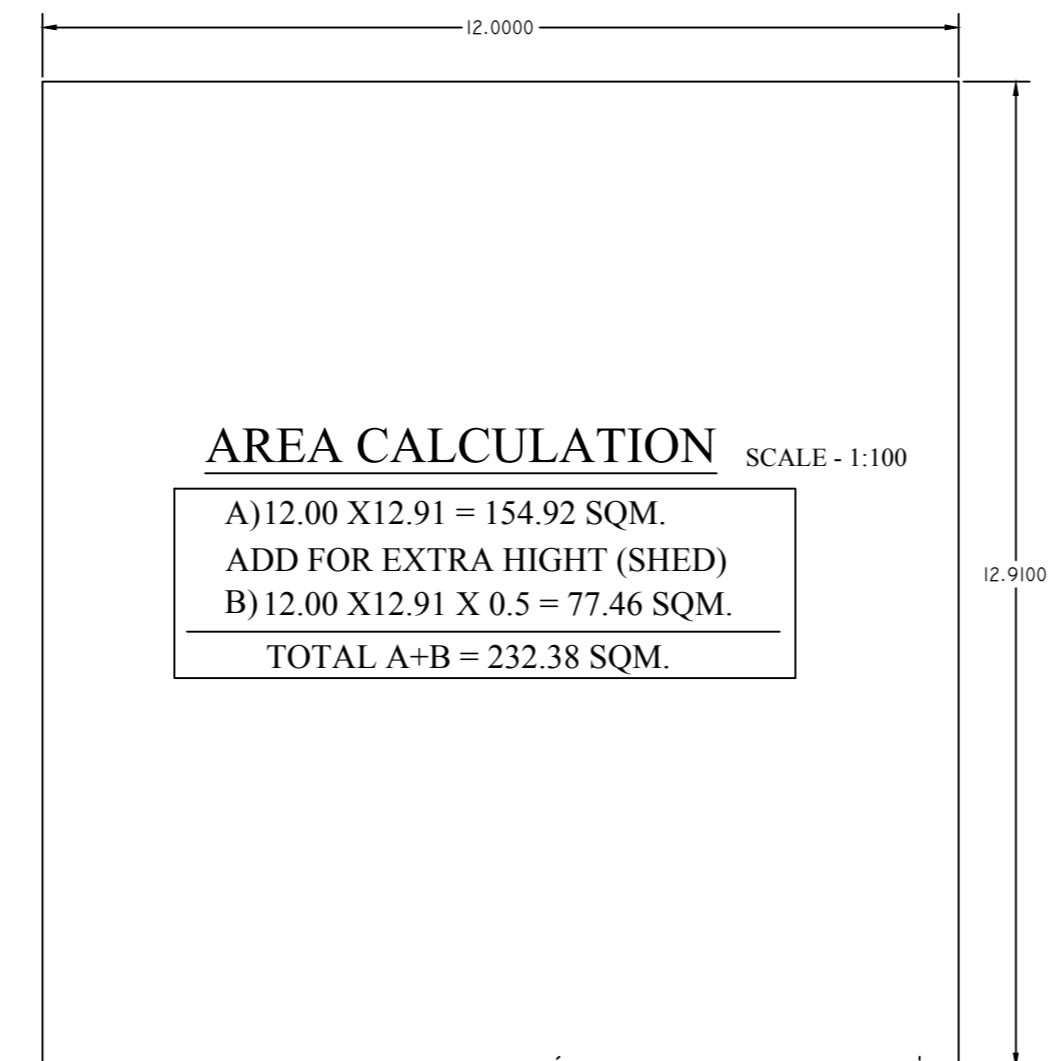 12.0000
AREA CALCULATION SCALE - 1:100
A)12.00 X12.91 = 154.92 SQM.
ADD FOR EXTRA HIGHT (SHED)
12.9100
B)12.00 X12.91 X 0.5 = 77.46 SQM.
TOTAL A+B = 232.38 SQM.